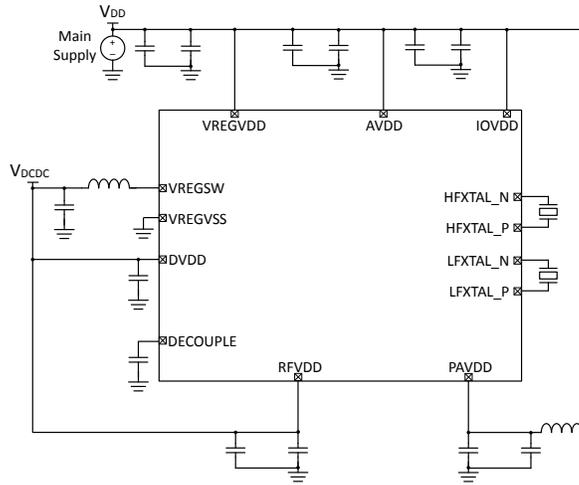 VDD
Main
Supply
VREGVDD
AVDD
IOVDD
VDCDC
VREGSW
HFXTAL_N
VREGVSS
HFXTAL_P
DVDD
LFXTAL_N
LFXTAL_P
DECOUPLE
RFVDD
PAVDD